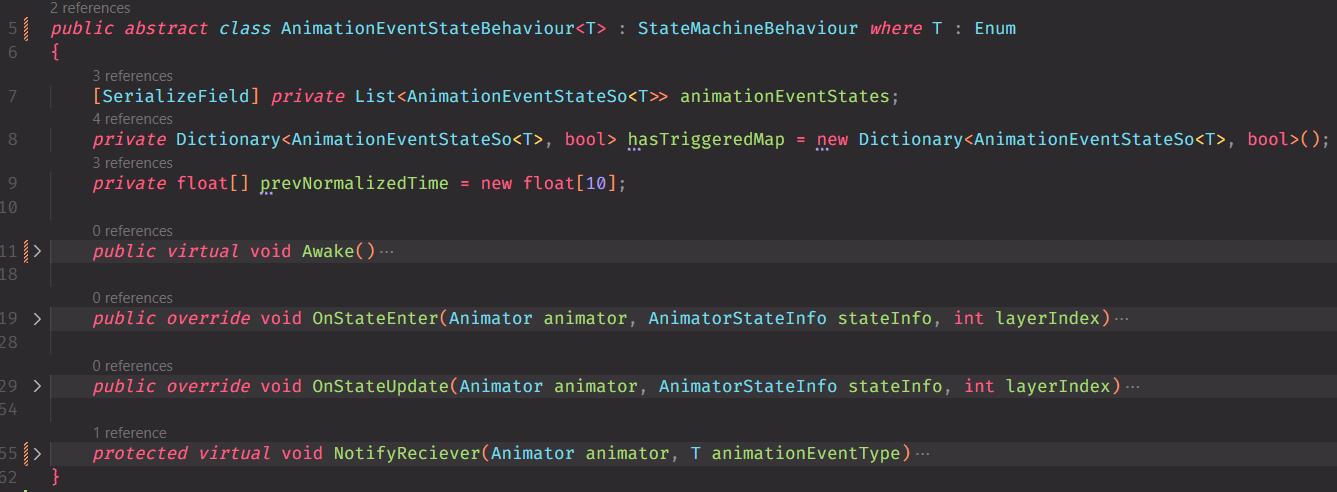 2 references
5 public abstract class AnimationEventStateBehaviour<T> : StateMachineBehaviour where T : Enum
6 {
3 references
7 [SerializeField] private List<AnimationEventStateSo<T>> animationEventStates;
4 references
8 private Dictionary<AnimationEventStateSo<T>, bool> hasTriggeredMap = new Dictionary<AnimationEventStateSo<T>, bool>();
3 references
9 private float[] prevNormalizedTime = new float[10];
10
0 references
11 public virtual void Awake() ···
18
0 references
19 public override void OnStateEnter(Animator animator, AnimatorStateInfo stateInfo, int layerIndex) ···
28
0 references
29 public override void OnStateUpdate(Animator animator, AnimatorStateInfo stateInfo, int layerIndex) ···
54
1 reference
55 protected virtual void NotifyReciever(Animator animator, T animationEventType) ···
62 }